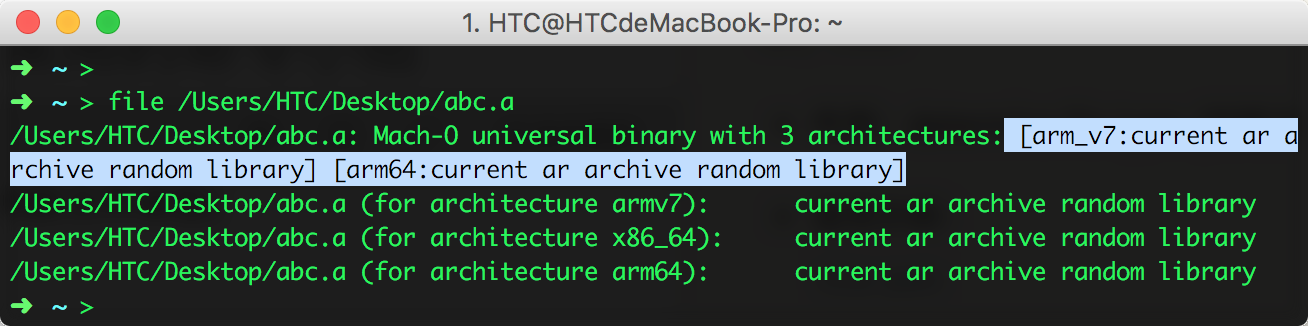 1. HTC@HTCdeMacBook-Pro: ~
➜ ~ >
➜ ~ > file /Users/HTC/Desktop/abc.a
/Users/HTC/Desktop/abc.a: Mach-O universal binary with 3 architectures: [arm_v7:current ar a
rchive random library] [arm64:current ar archive random library]
/Users/HTC/Desktop/abc.a (for architecture armv7):      current ar archive random library
/Users/HTC/Desktop/abc.a (for architecture x86_64):     current ar archive random library
/Users/HTC/Desktop/abc.a (for architecture arm64):      current ar archive random library
➜ ~ >